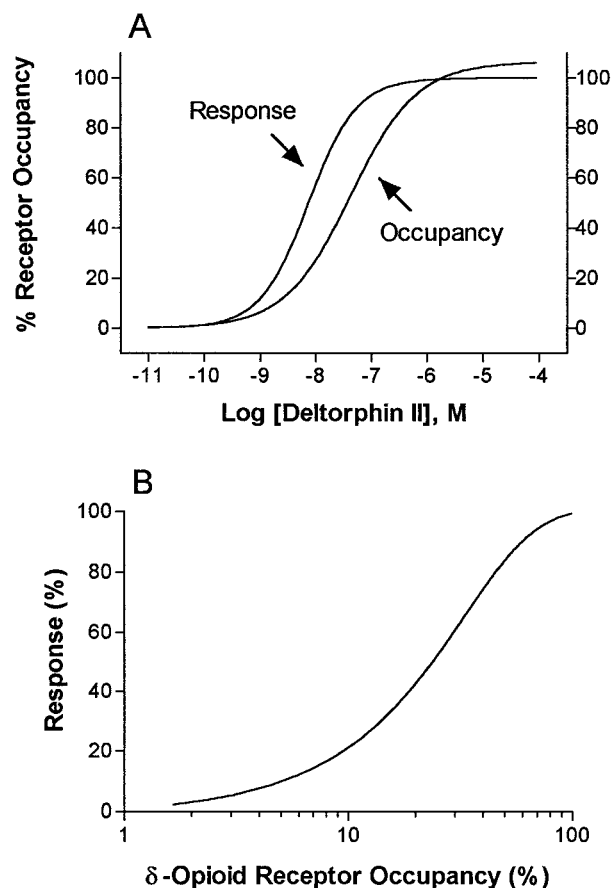 A
% Receptor Occupancy
100
80
60
40
20
0
Response
Occupancy
100
80
60
40
20
0
-11 -10 -9 -8 -7 -6 -5 -4
Log [Deltorphin II], M
B
Response (%)
100
80
60
40
20
0
1 10 100
δ-Opioid Receptor Occupancy (%)